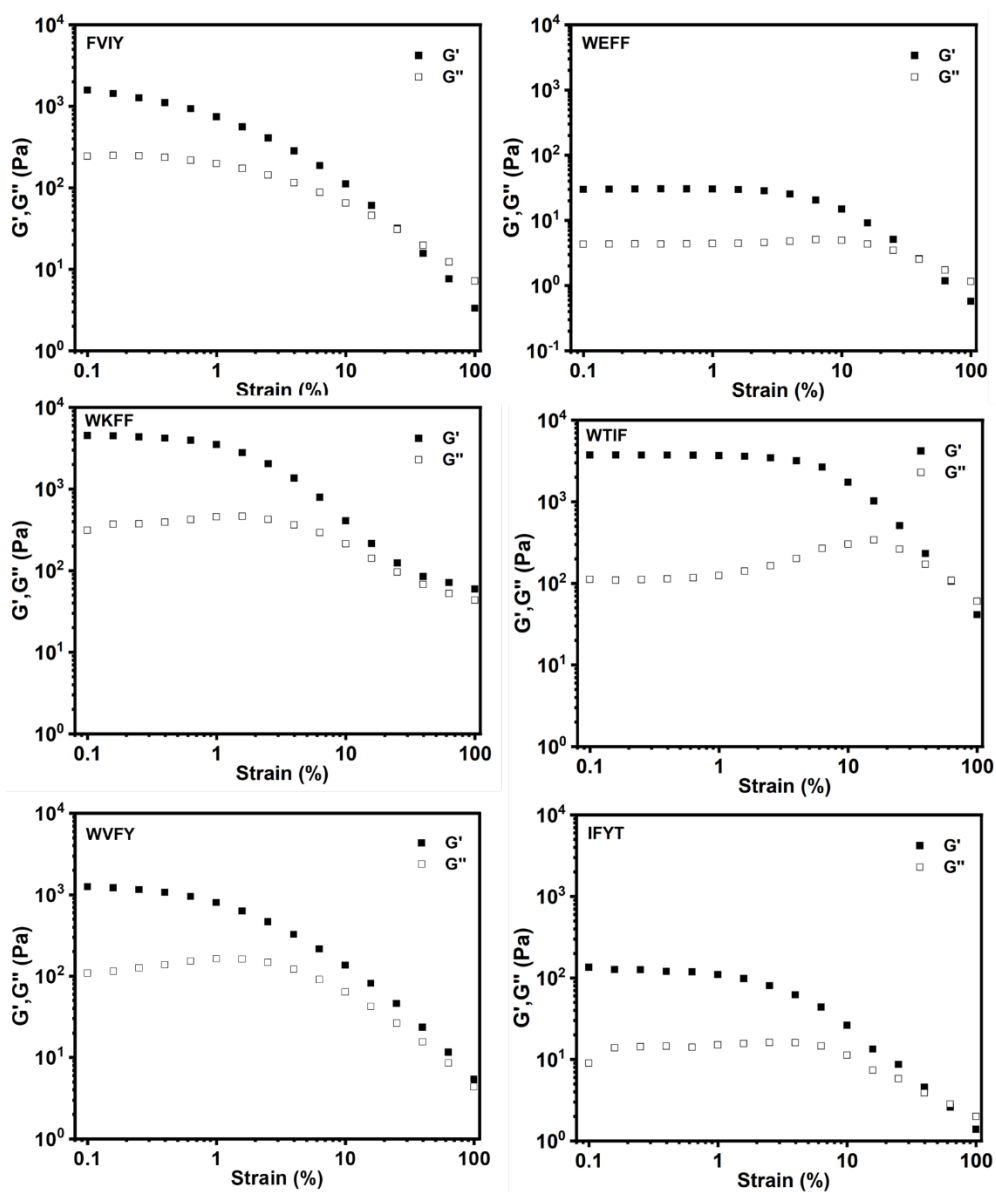 FVIY
G'
G''
G',G'' (Pa)
10⁴
10³
10²
10¹
10⁰
0.1 1 10 100
Strain (%)
WEFF
G'
G''
G',G'' (Pa)
10⁴
10³
10²
10¹
10⁰
10⁻¹
0.1 1 10 100
Strain (%)
WKFF
G'
G''
G',G'' (Pa)
10⁴
10³
10²
10¹
10⁰
0.1 1 10 100
Strain (%)
WTIF
G'
G''
G',G'' (Pa)
10⁴
10³
10²
10¹
10⁰
0.1 1 10 100
Strain (%)
WVFY
G'
G''
G',G'' (Pa)
10⁴
10³
10²
10¹
10⁰
0.1 1 10 100
Strain (%)
IFYT
G'
G''
G',G'' (Pa)
10⁴
10³
10²
10¹
10⁰
0.1 1 10 100
Strain (%)